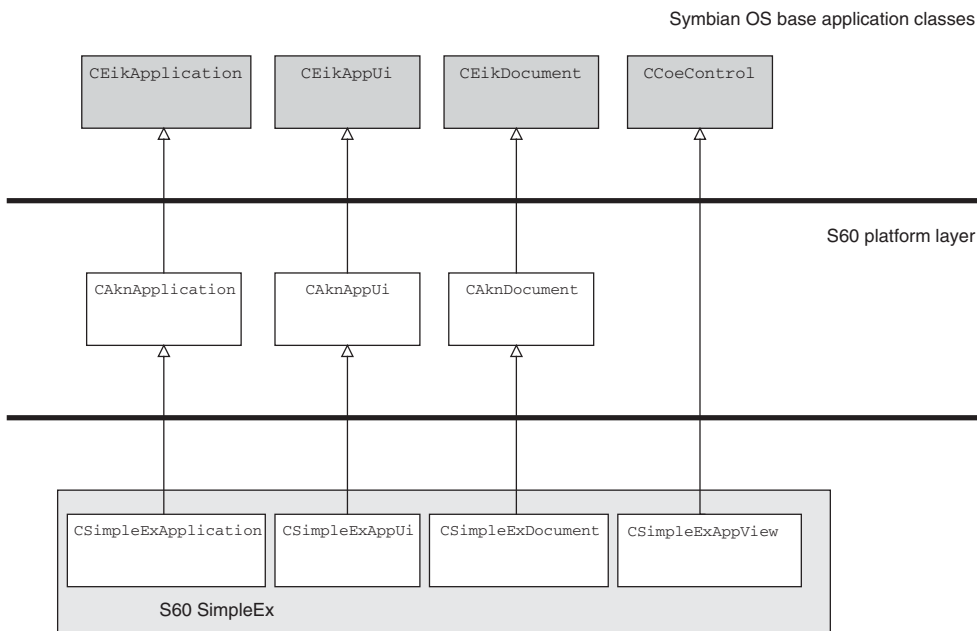 Symbian OS base application classes
CEikApplication
CEikAppUi
CEikDocument
CCoeControl
S60 platform layer
CAknApplication
CAknAppUi
CAknDocument
CSimpleExApplication
CSimpleExAppUi
CSimpleExDocument
CSimpleExAppView
S60 SimpleEx